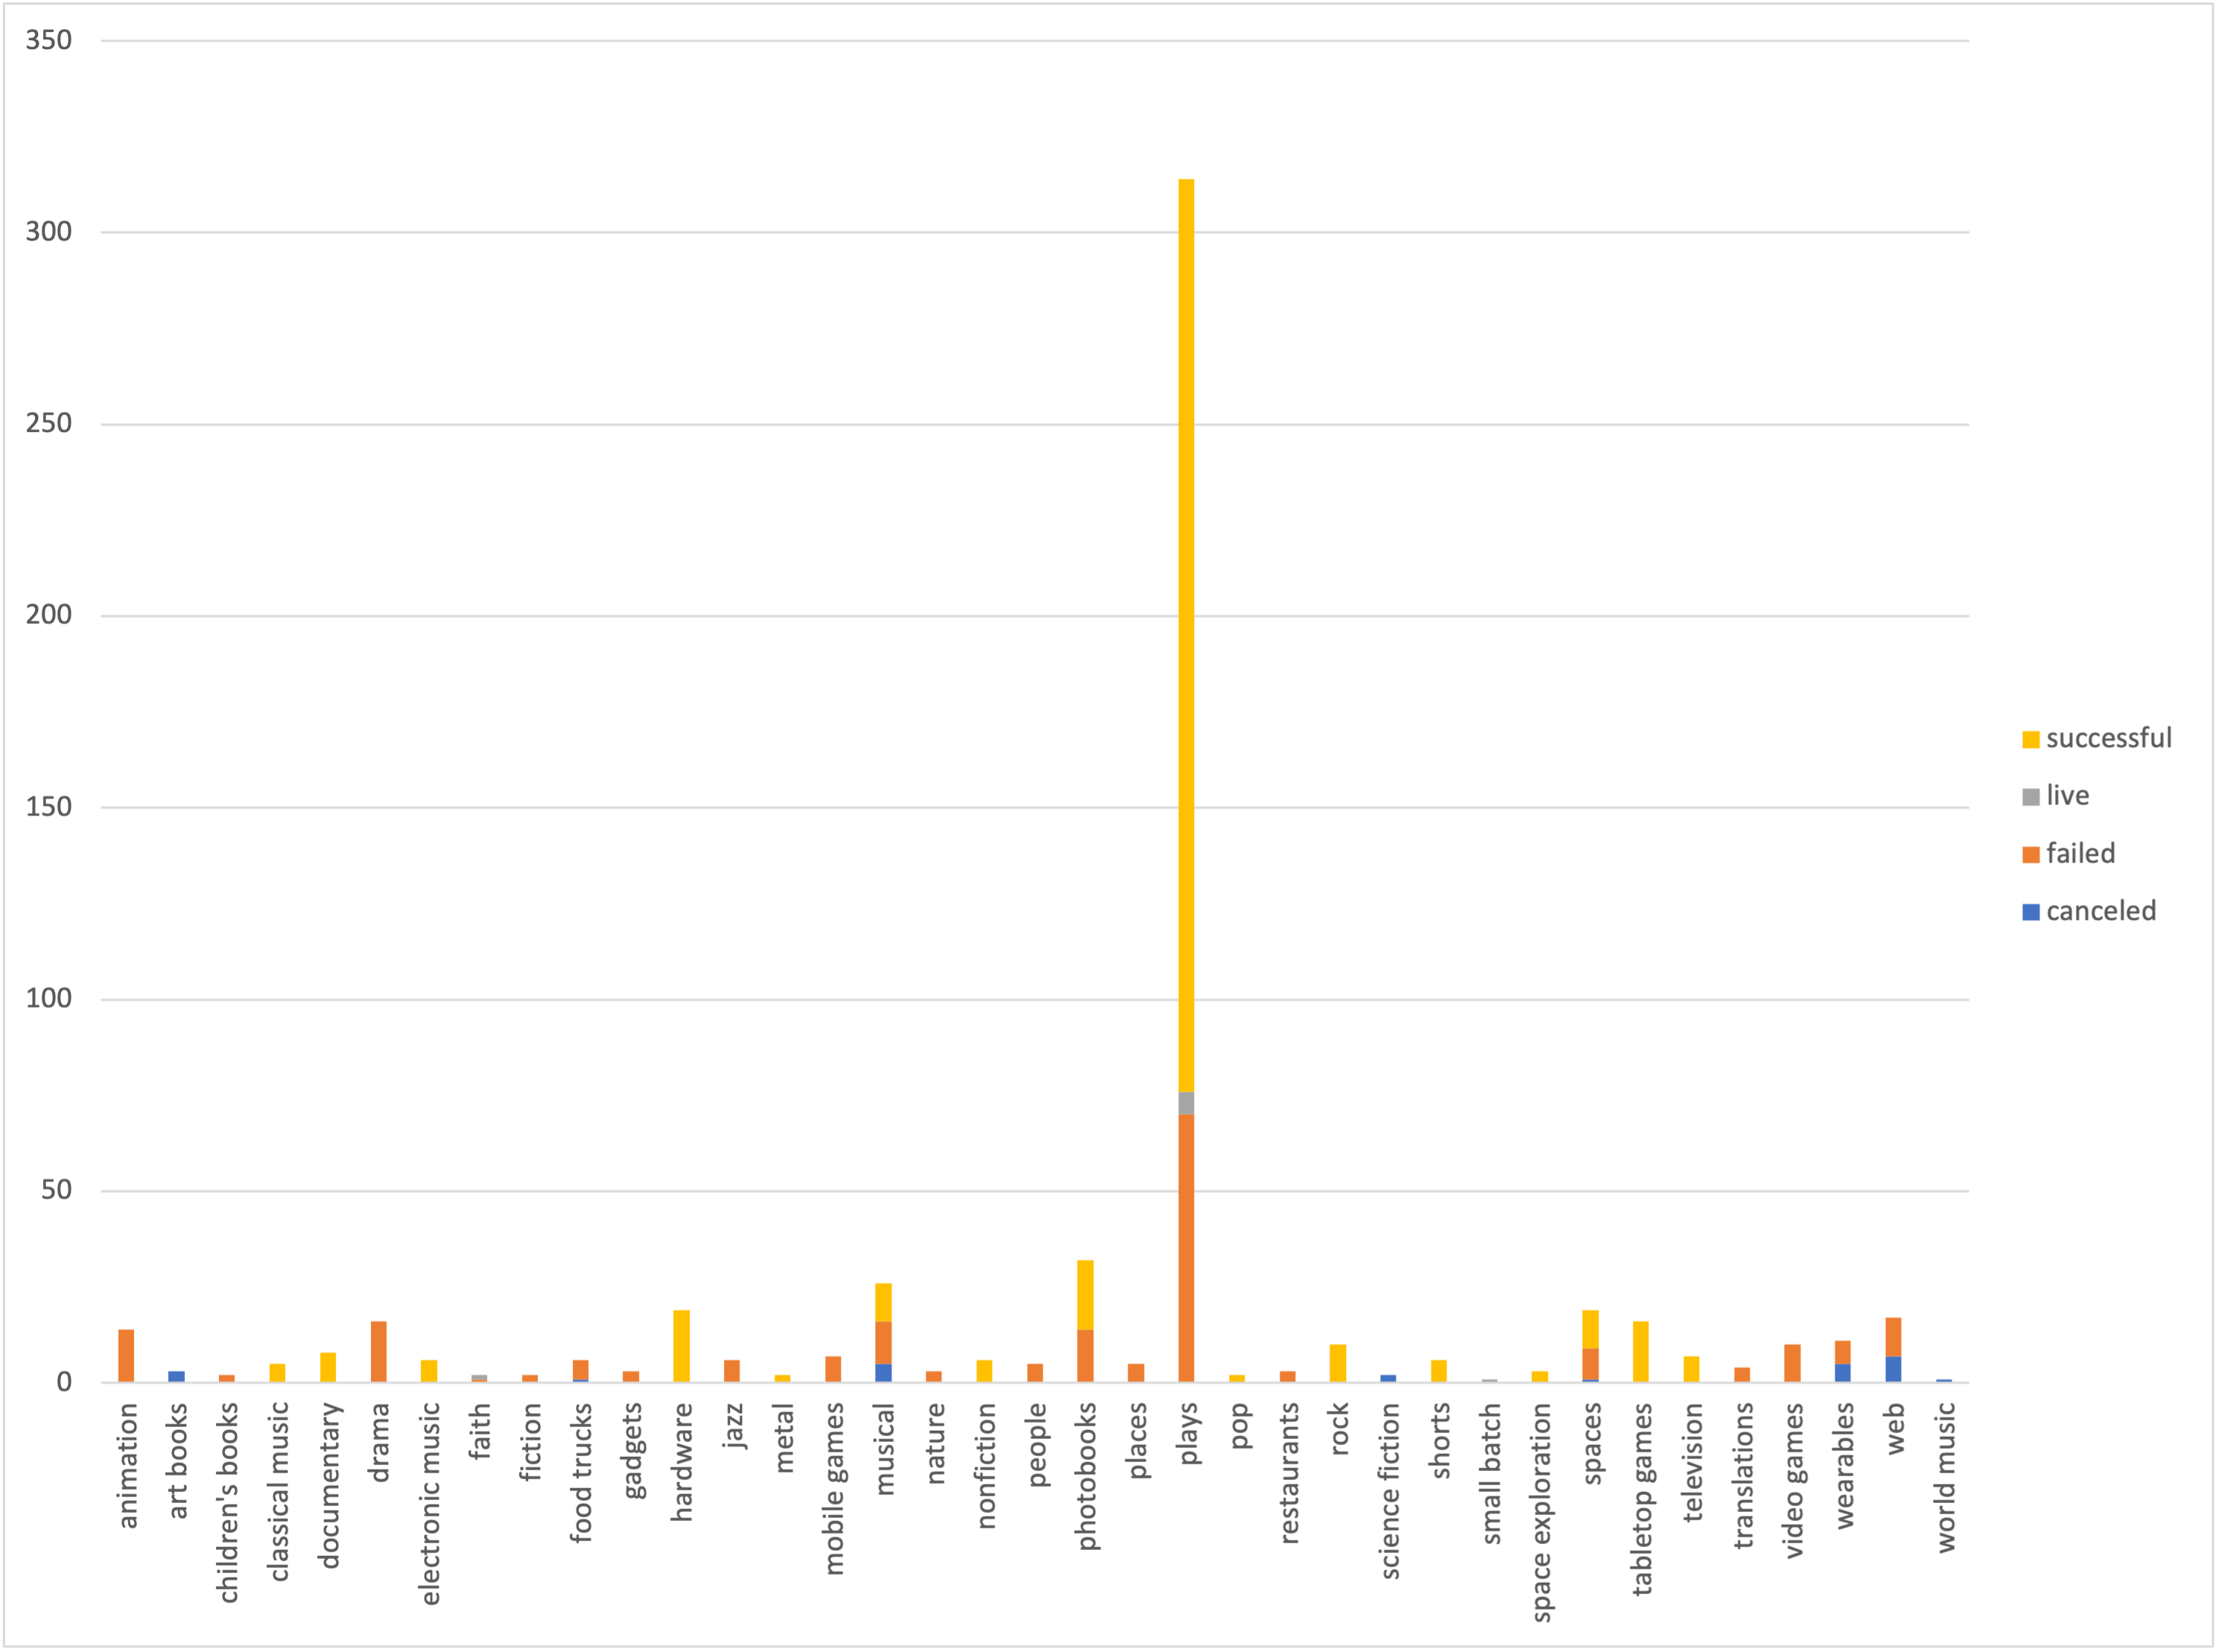 350
300
250
200
150
100
50
0
animation
art books
children's books
classical music
documentary
drama
electronic music
faith
fiction
food trucks
gadgets
hardware
jazz
metal
mobile games
musical
nature
nonfiction
people
photobooks
places
plays
pop
restaurants
rock
science fiction
shorts
small batch
space exploration
spaces
tabletop games
television
translations
video games
wearables
web
world music
successful
live
failed
canceled